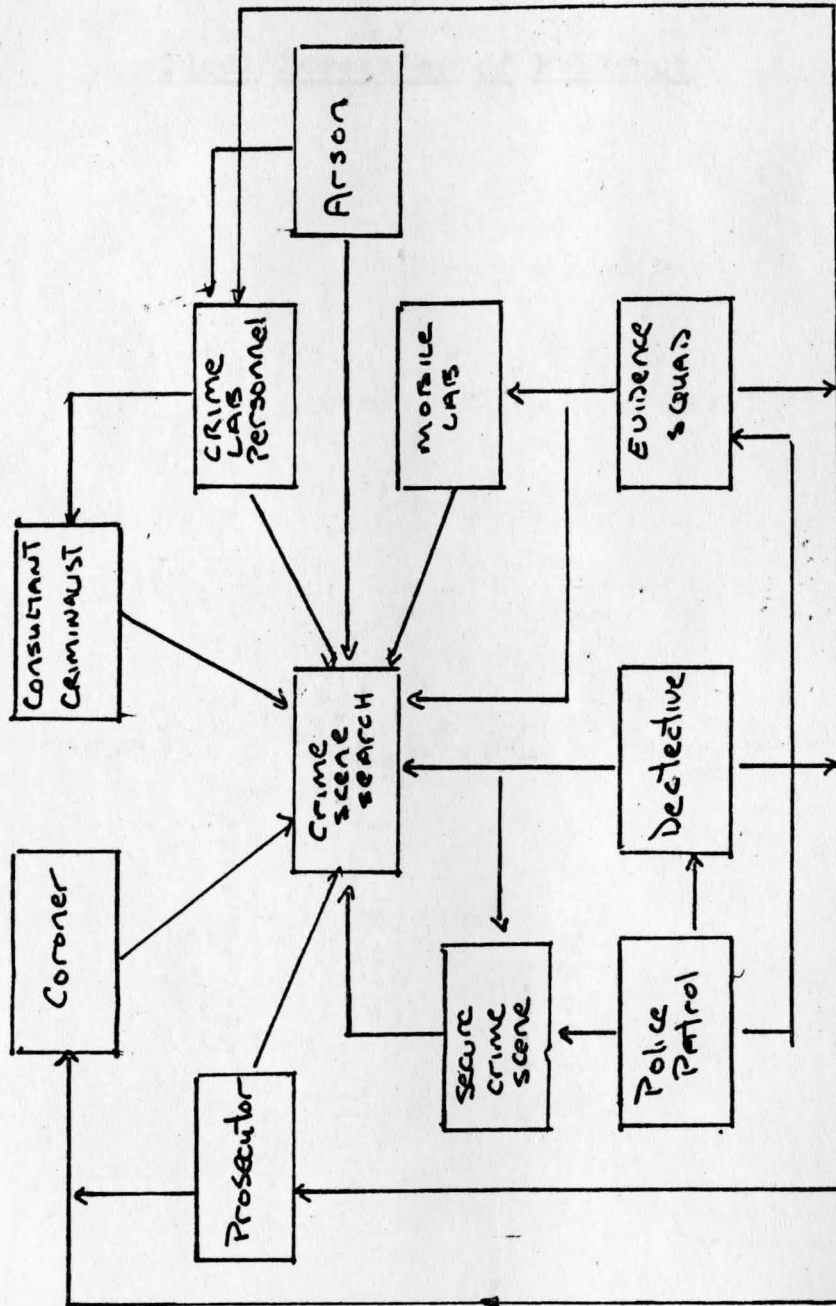 Coroner
CONSULTANT
CRIMINALIST
Prosecutor
CRIME
LAB
Personnel
Crime
Scene
Search
Arson
Secure
crime
scene
MOBILE
LAB
Police
Patrol
Dectective
EVIDENCE
SQUAD